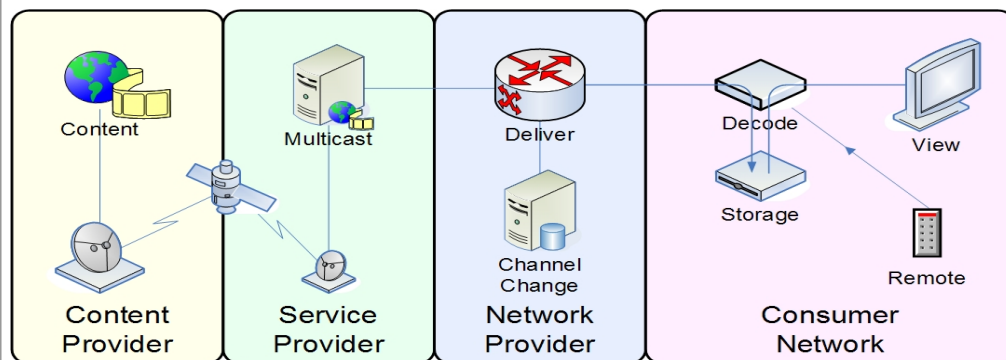 Content
Multicast
Deliver
Decode
View
Storage
Channel
Change
Remote
Content
Provider
Service
Provider
Network
Provider
Consumer
Network